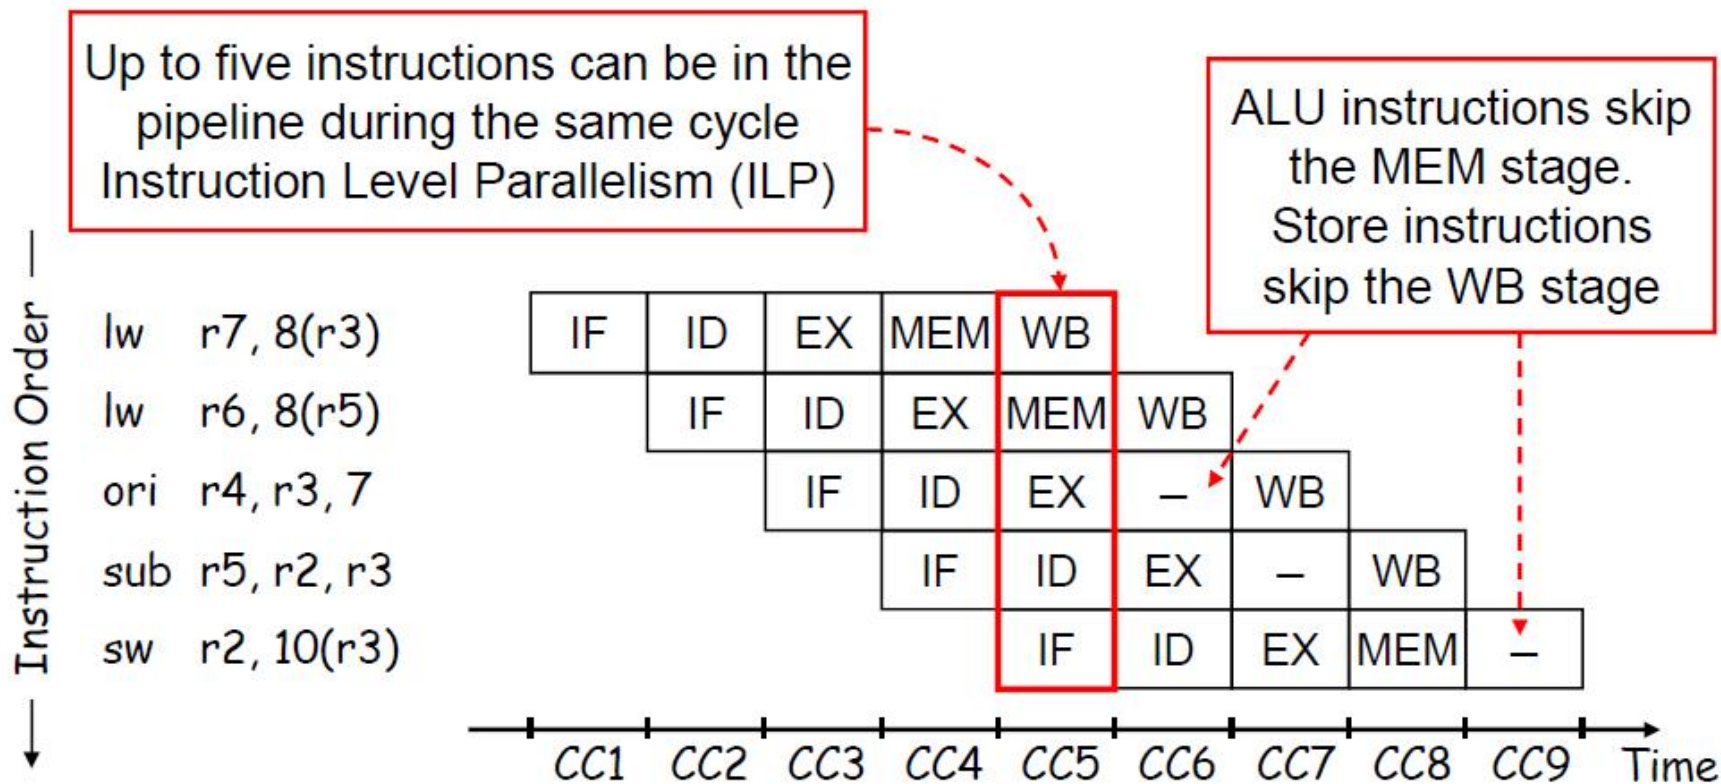 Up to five instructions can be in the
pipeline during the same cycle
Instruction Level Parallelism (ILP)
ALU instructions skip
the MEM stage.
Store instructions
skip the WB stage
Instruction Order
lw r7, 8(r3) IF ID EX MEM WB
lw r6, 8(r5) IF ID EX MEM WB
ori r4, r3, 7 IF ID EX – WB
sub r5, r2, r3 IF ID EX – WB
sw r2, 10(r3) IF ID EX MEM –
CC1 CC2 CC3 CC4 CC5 CC6 CC7 CC8 CC9 Time